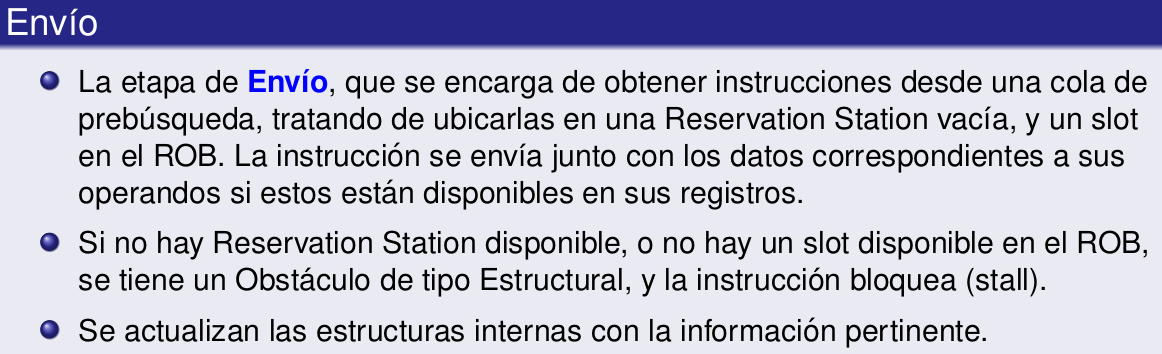 Envío
La etapa de Envío, que se encarga de obtener instrucciones desde una cola de
prebúsqueda, tratando de ubicarlas en una Reservation Station vacía, y un slot
en el ROB. La instrucción se envía junto con los datos correspondientes a sus
operandos si estos están disponibles en sus registros.
Si no hay Reservation Station disponible, o no hay un slot disponible en el ROB,
se tiene un Obstáculo de tipo Estructural, y la instrucción bloquea (stall).
Se actualizan las estructuras internas con la información pertinente.